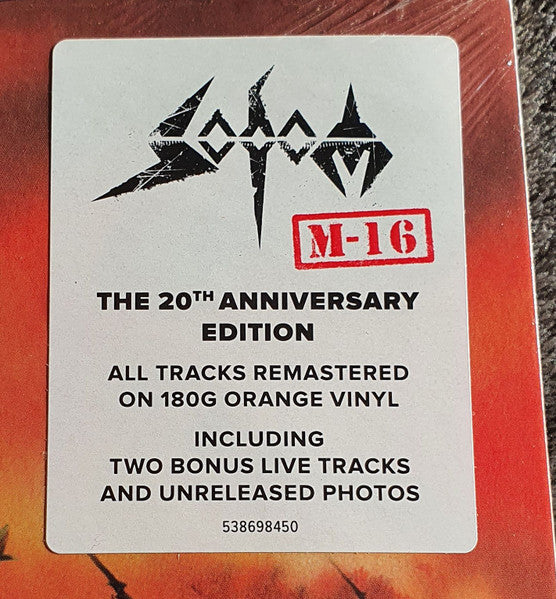 Sodom
M-16
THE 20TH ANNIVERSARY
EDITION
ALL TRACKS REMASTERED
ON 180G ORANGE VINYL
INCLUDING
TWO BONUS LIVE TRACKS
AND UNRELEASED PHOTOS
538698450